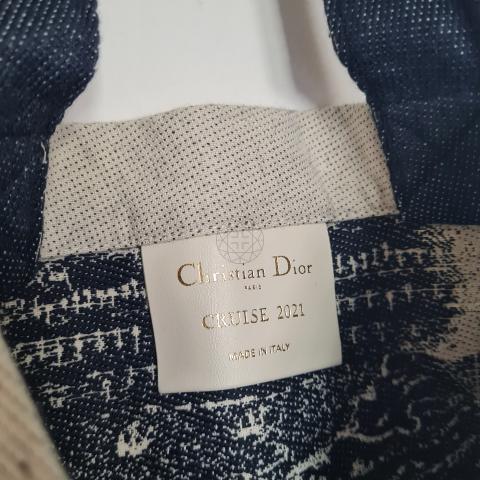 Christian Dior
PARIS
CRUISE 2021
MADE IN ITALY